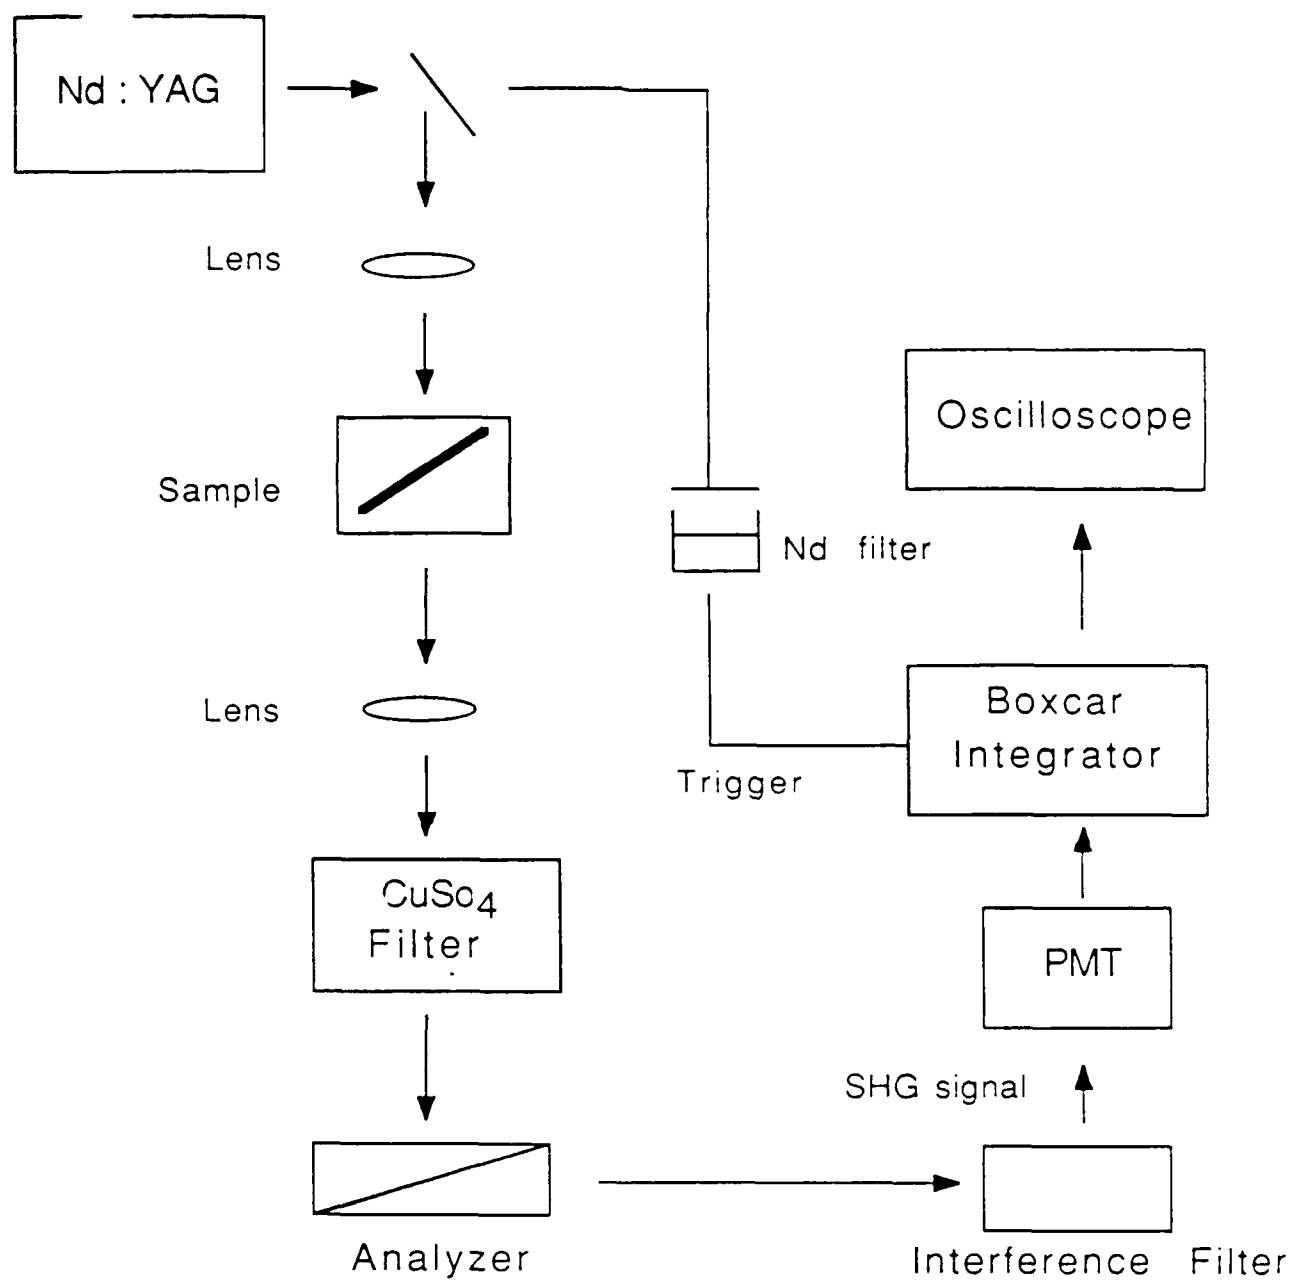 Nd : YAG
Lens
Sample
Lens
CuSo4
Filter
Analyzer
Nd filter
Trigger
Oscilloscope
Boxcar
Integrator
PMT
SHG signal
Interference Filter